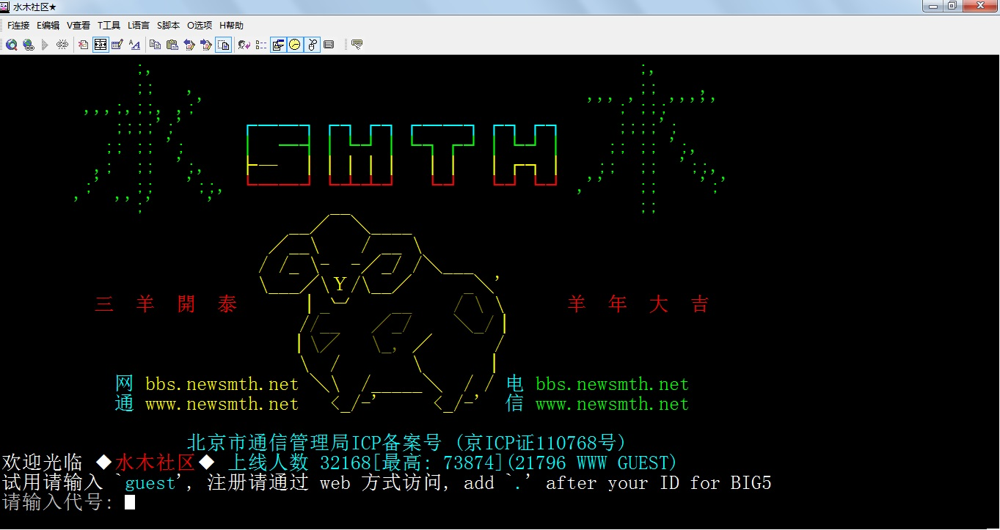 水木社区★
F连接 E编辑 V查看 T工具 L语言 S脚本 O选项 H帮助
水 SMTH 木
三 羊 開 泰
羊 年 大 吉
网 bbs.newsmth.net 电 bbs.newsmth.net
通 www.newsmth.net 信 www.newsmth.net
北京市通信管理局ICP备案号 (京ICP证110768号)
欢迎光临 ◆水木社区◆ 上线人数 32168[最高: 73874](21796 WWW GUEST)
试用请输入 `guest', 注册请通过 web 方式访问, add `.' after your ID for BIG5
请输入代号: